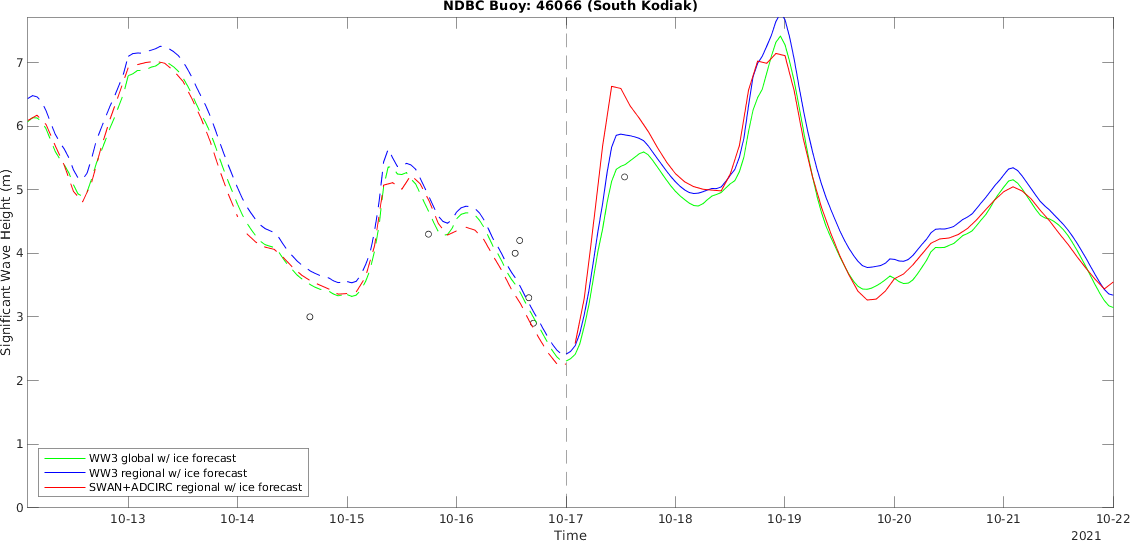 NDBC Buoy: 46066 (South Kodiak)
Significant Wave Height (m)
7
6
5
4
3
2
1
0
WW3 global w/ ice forecast
WW3 regional w/ ice forecast
SWAN+ADCIRC regional w/ ice forecast
10-13 10-14 10-15 10-16 10-17 10-18 10-19 10-20 10-21 10-22
Time
2021